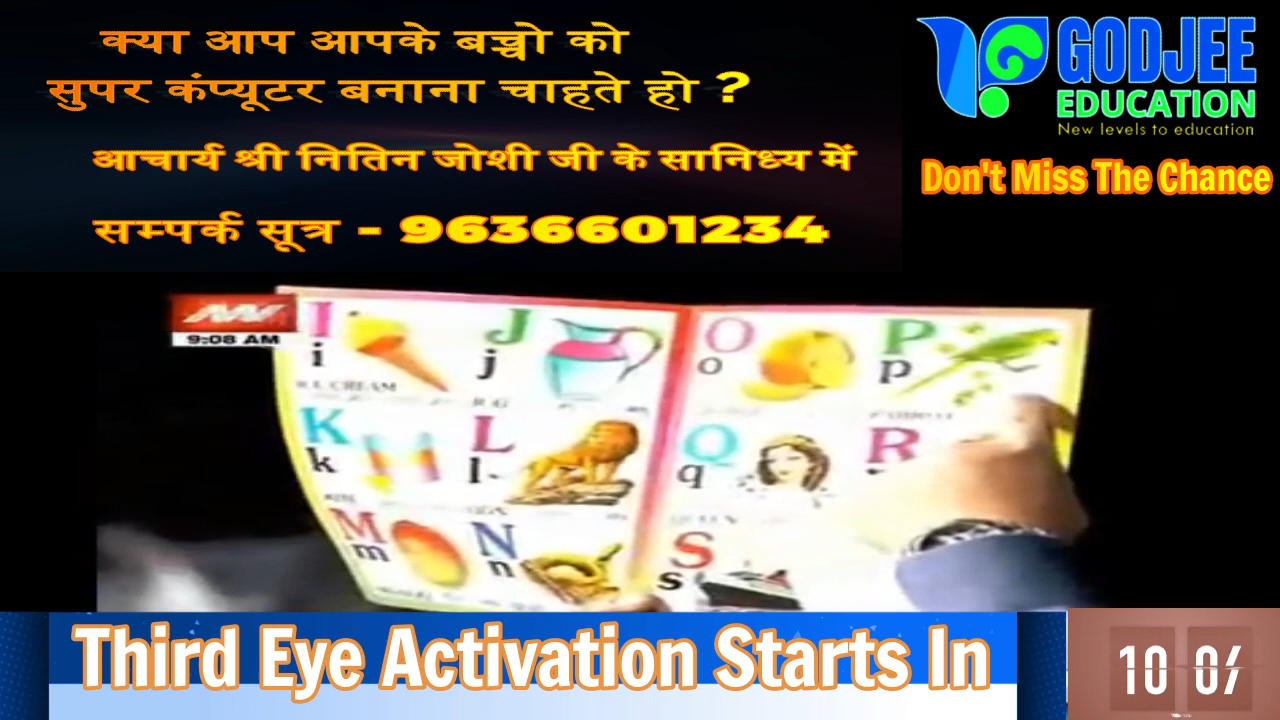 क्या आप आपके बच्चो को
सुपर कंप्यूटर बनाना चाहते हो ?
आचार्य श्री नितिन जोशी जी के सानिध्य में
सम्पर्क सूत्र - 9636601234
GODJEE
EDUCATION
New levels to education
Don't Miss The Chance
9:08 AM
I J O P
i j o p
CREAM
K L Q R
k l q
M N S
m n s
Third Eye Activation Starts In
10